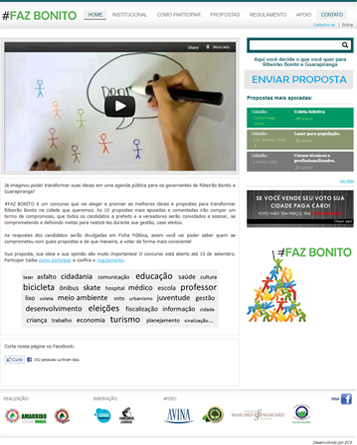 #FAZ BONITO
HOME INSTITUCIONAL COMO PARTICIPAR PROPOSTAS REGULAMENTO APOIO CONTATO
Cadastre-se | Entrar
Share More info
Aqui você decide o que você quer para
Ribeirão Bonito e Guarapiranga
ENVIAR PROPOSTA
Propostas mais apoiadas:
Cidadão:
Coleta Seletiva
Cidadão:
Lazer para população.
Cidadão:
Cursos técnicos e
profissionalizantes.
SE VOCÊ VENDE SEU VOTO SUA
CIDADE PAGA CARO!
VOTO NÃO TEM PREÇO, TEM
Já imaginou poder transformar suas ideias em uma agenda pública para os governantes de Ribeirão Bonito e
Guarapiranga?
#FAZ BONITO é um concurso que vai eleger e premiar as melhores ideias e propostas para transformar
Ribeirão Bonito na cidade que queremos. As 10 propostas mais apoiadas e comentadas irão compor um
termo de compromisso, que todos os candidatos a prefeito e a vereadores serão convidados a assinar, se
comprometendo e definindo metas para realizá-las durante sua gestão, caso eleitos.
As respostas dos candidatos serão divulgadas em Ficha Pública, assim você vai poder saber quem se
comprometeu com quais propostas e de que maneira, e votar de forma mais consciente!
Sua proposta, sua ideia e sua opinião são muito importantes! O concurso está aberto até 10 de setembro.
Participe! Saiba como participar e confira o regulamento.
#FAZ BONITO
lazer asfalto cidadania comunicação educação saúde cultura
bicicleta ônibus skate hospital médico escola professor
lixo coleta meio ambiente voto urbanismo juventude gestão
desenvolvimento eleições fiscalização informação cidade
criança trabalho economia turismo planejamento sinalização...
Curta nossa página no Facebook:
Curtir 162 pessoas curtiram isso.
REALIZAÇÃO: INSPIRAÇÃO: APOIO: SIGA
AMARRIBO
AVINA
SANCHEZ SANCHEZ
Desenvolvido por ECS